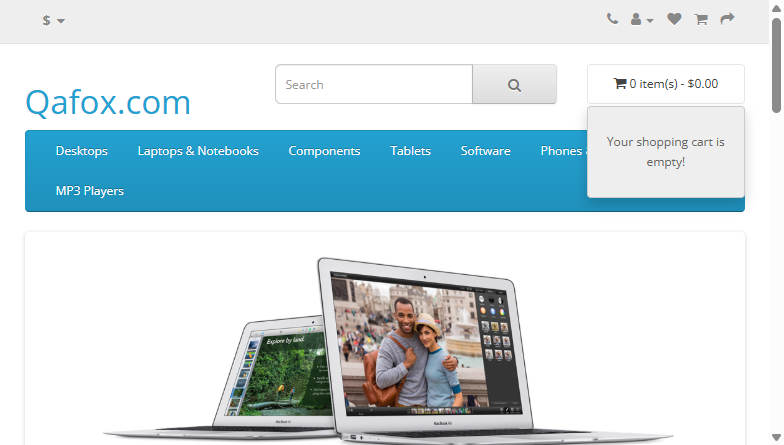 $
Qafox.com
Search
0 item(s) - $0.00
Your shopping cart is
empty!
Desktops
Laptops & Notebooks
Components
Tablets
Software
Phones
MP3 Players
Explore by land.
MacBook Air
MacBook Air